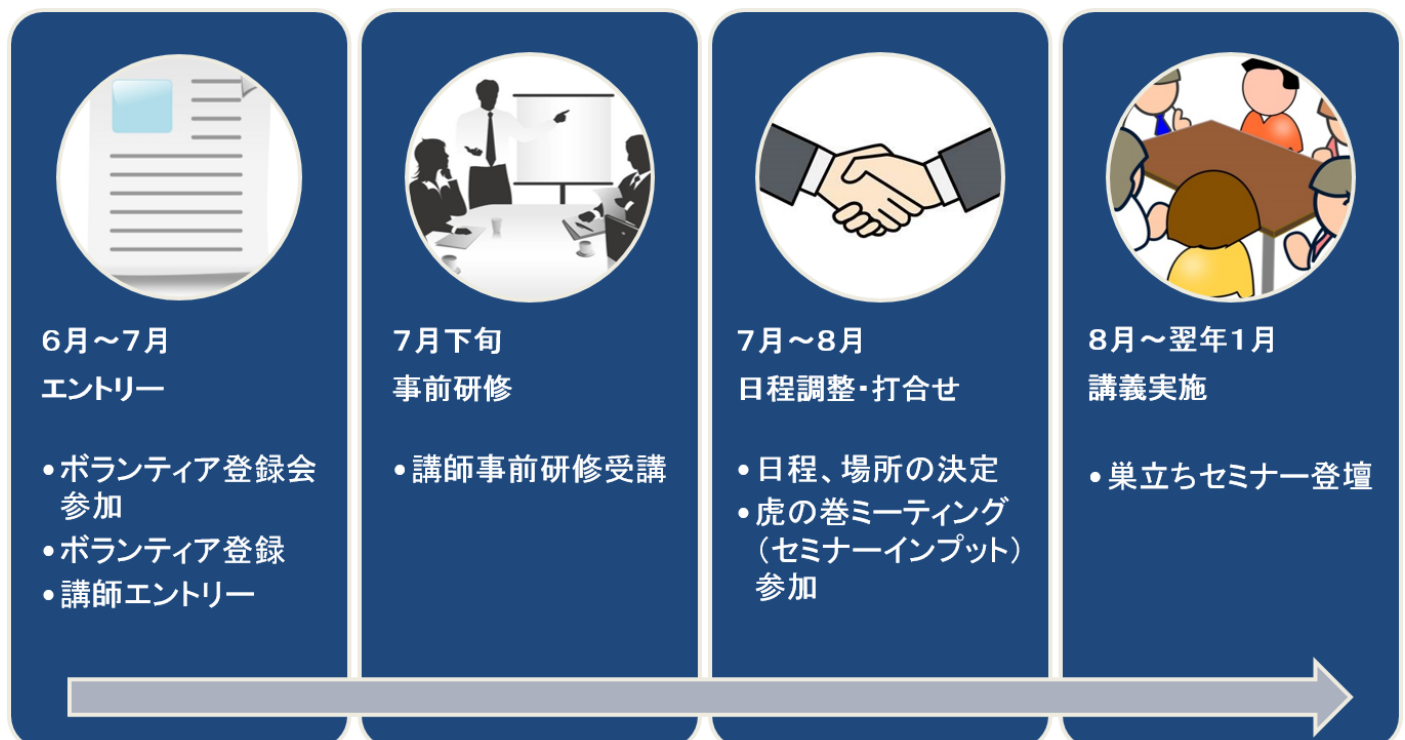 6月～7月
エントリー
•ボランティア登録会
参加
•ボランティア登録
•講師エントリー
7月下旬
事前研修
•講師事前研修受講
7月～8月
日程調整・打合せ
•日程、場所の決定
•虎の巻ミーティング
（セミナーインプット）
参加
8月～翌年1月
講義実施
•巣立ちセミナー登壇